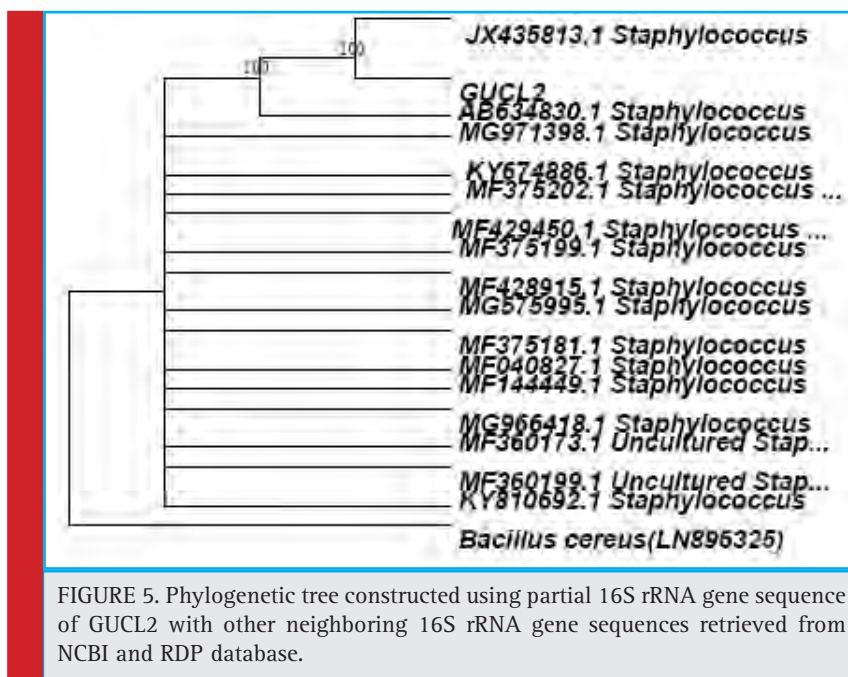 JX435813.1 Staphylococcus
100
100
GUCL2
AB634830.1 Staphylococcus
MG971398.1 Staphylococcus
KY674886.1 Staphylococcus
MF375202.1 Staphylococcus ...
MF429450.1 Staphylococcus ...
MF375199.1 Staphylococcus
MF428915.1 Staphylococcus
MG575995.1 Staphylococcus
MF375181.1 Staphylococcus
MF040827.1 Staphylococcus
MF144449.1 Staphylococcus
MG966418.1 Staphylococcus
MF360173.1 Uncultured Stap...
MF360199.1 Uncultured Stap...
KY810692.1 Staphylococcus
Bacillus cereus(LN895325)
FIGURE 5. Phylogenetic tree constructed using partial 16S rRNA gene sequence
of GUCL2 with other neighboring 16S rRNA gene sequences retrieved from
NCBI and RDP database.